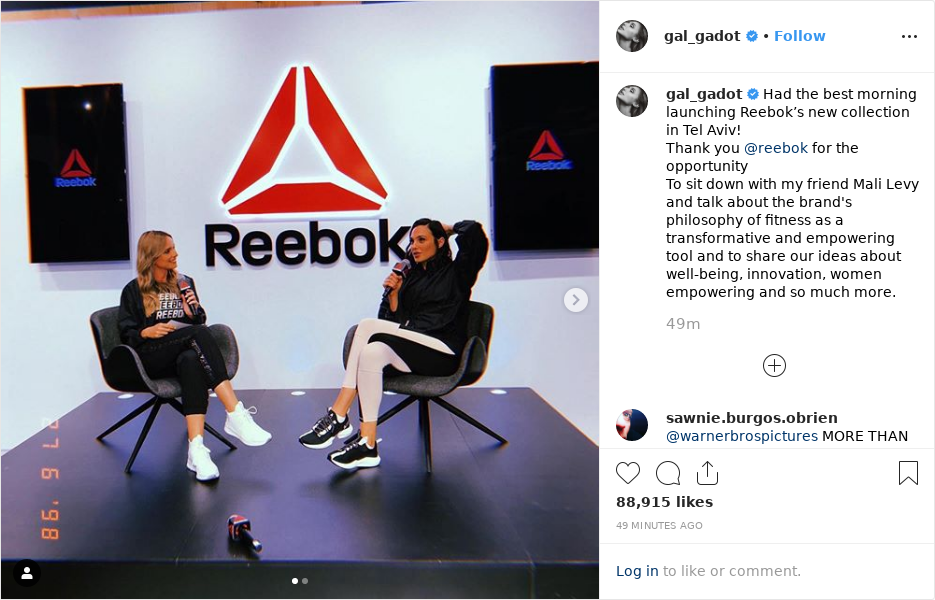 Reebok
Reebok
Reebok
REEBO
REEBO
gal_gadot • Follow
gal_gadot Had the best morning
launching Reebok’s new collection
in Tel Aviv!
Thank you @reebok for the
opportunity
To sit down with my friend Mali Levy
and talk about the brand's
philosophy of fitness as a
transformative and empowering
tool and to share our ideas about
well-being, innovation, women
empowering and so much more.
49m
sawnie.burgos.obrien
@warnerbrospictures MORE THAN
88,915 likes
49 MINUTES AGO
Log in to like or comment.